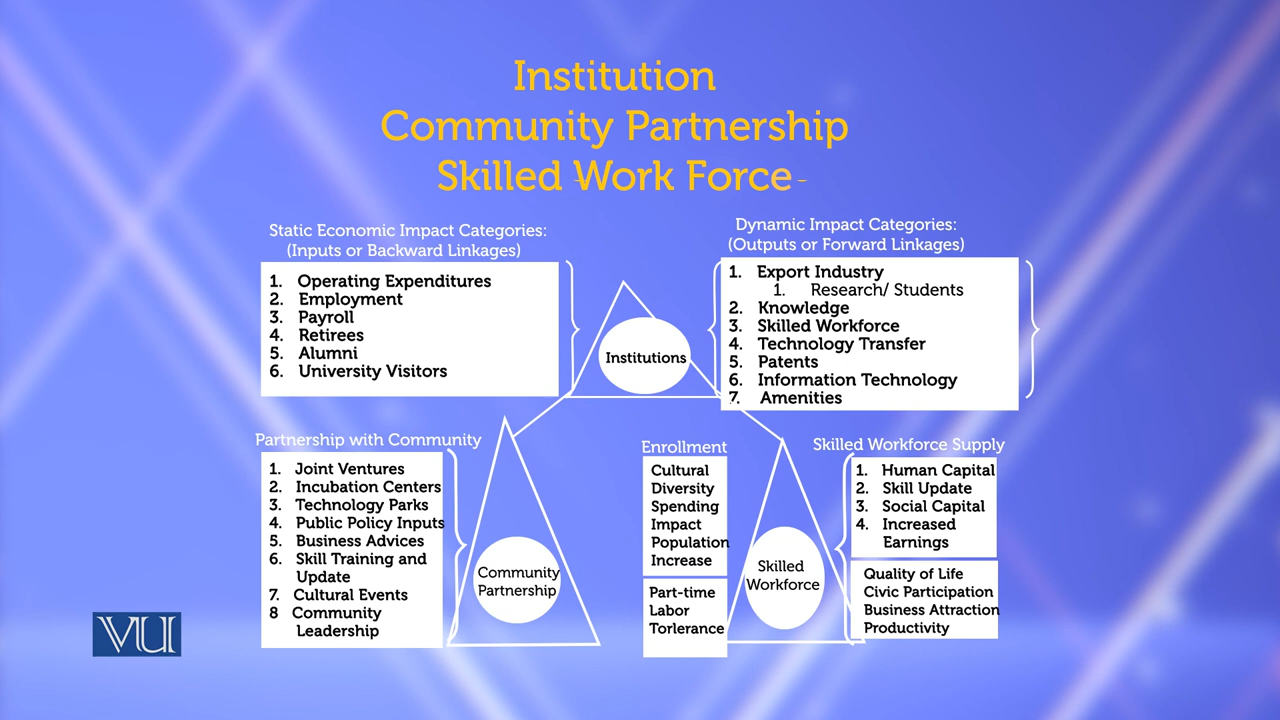 Institution
Community Partnership
Skilled Work Force -
Static Economic Impact Categories:
(Inputs or Backward Linkages)
1. Operating Expenditures
2. Employment
3. Payroll
4. Retirees
5. Alumni
6. University Visitors
Institutions
Dynamic Impact Categories:
(Outputs or Forward Linkages)
1. Export Industry
1. Research/ Students
2. Knowledge
3. Skilled Workforce
4. Technology Transfer
5. Patents
6. Information Technology
7. Amenities
Partnership with Community
1. Joint Ventures
2. Incubation Centers
3. Technology Parks
4. Public Policy Inputs
5. Business Advices
6. Skill Training and
Update
7. Cultural Events
8 Community
Leadership
Community
Partnership
Enrollment
Cultural
Diversity
Spending
Impact
Population
Increase
Part-time
Labor
Torlerance
Skilled
Workforce
Skilled Workforce Supply
1. Human Capital
2. Skill Update
3. Social Capital
4. Increased
Earnings
Quality of Life
Civic Participation
Business Attraction
Productivity
VU